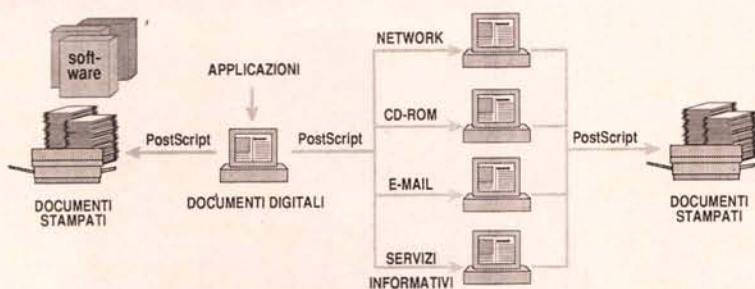 soft-
ware
APPLICAZIONI
PostScript
DOCUMENTI
STAMPATI
DOCUMENTI DIGITALI
PostScript
NETWORK
CD-ROM
E-MAIL
SERVIZI
INFORMATIVI
PostScript
DOCUMENTI
STAMPATI